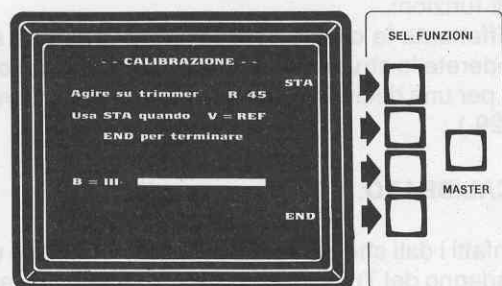 SEL. FUNZIONI
- - CALIBRAZIONE - -
STA
Agire su trimmer R 45
Usa STA quando V = REF
END per terminare
B = III-
END
MASTER